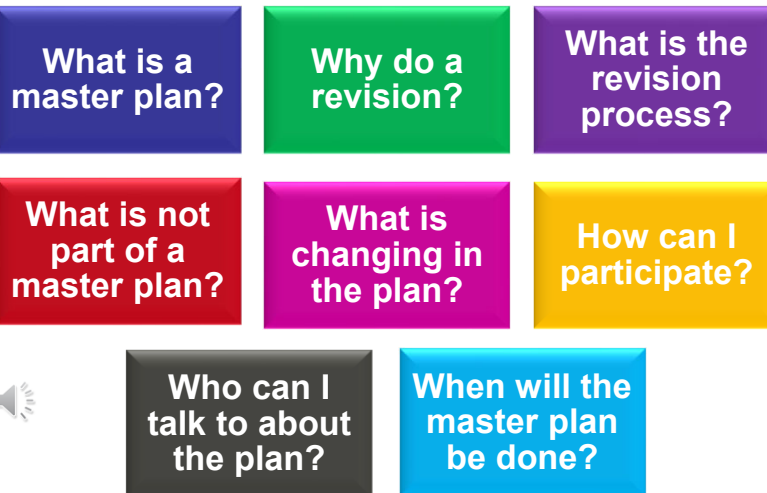 What is a
master plan?
Why do a
revision?
What is the
revision
process?
What is not
part of a
master plan?
What is
changing in
the plan?
How can I
participate?
Who can I
talk to about
the plan?
When will the
master plan
be done?